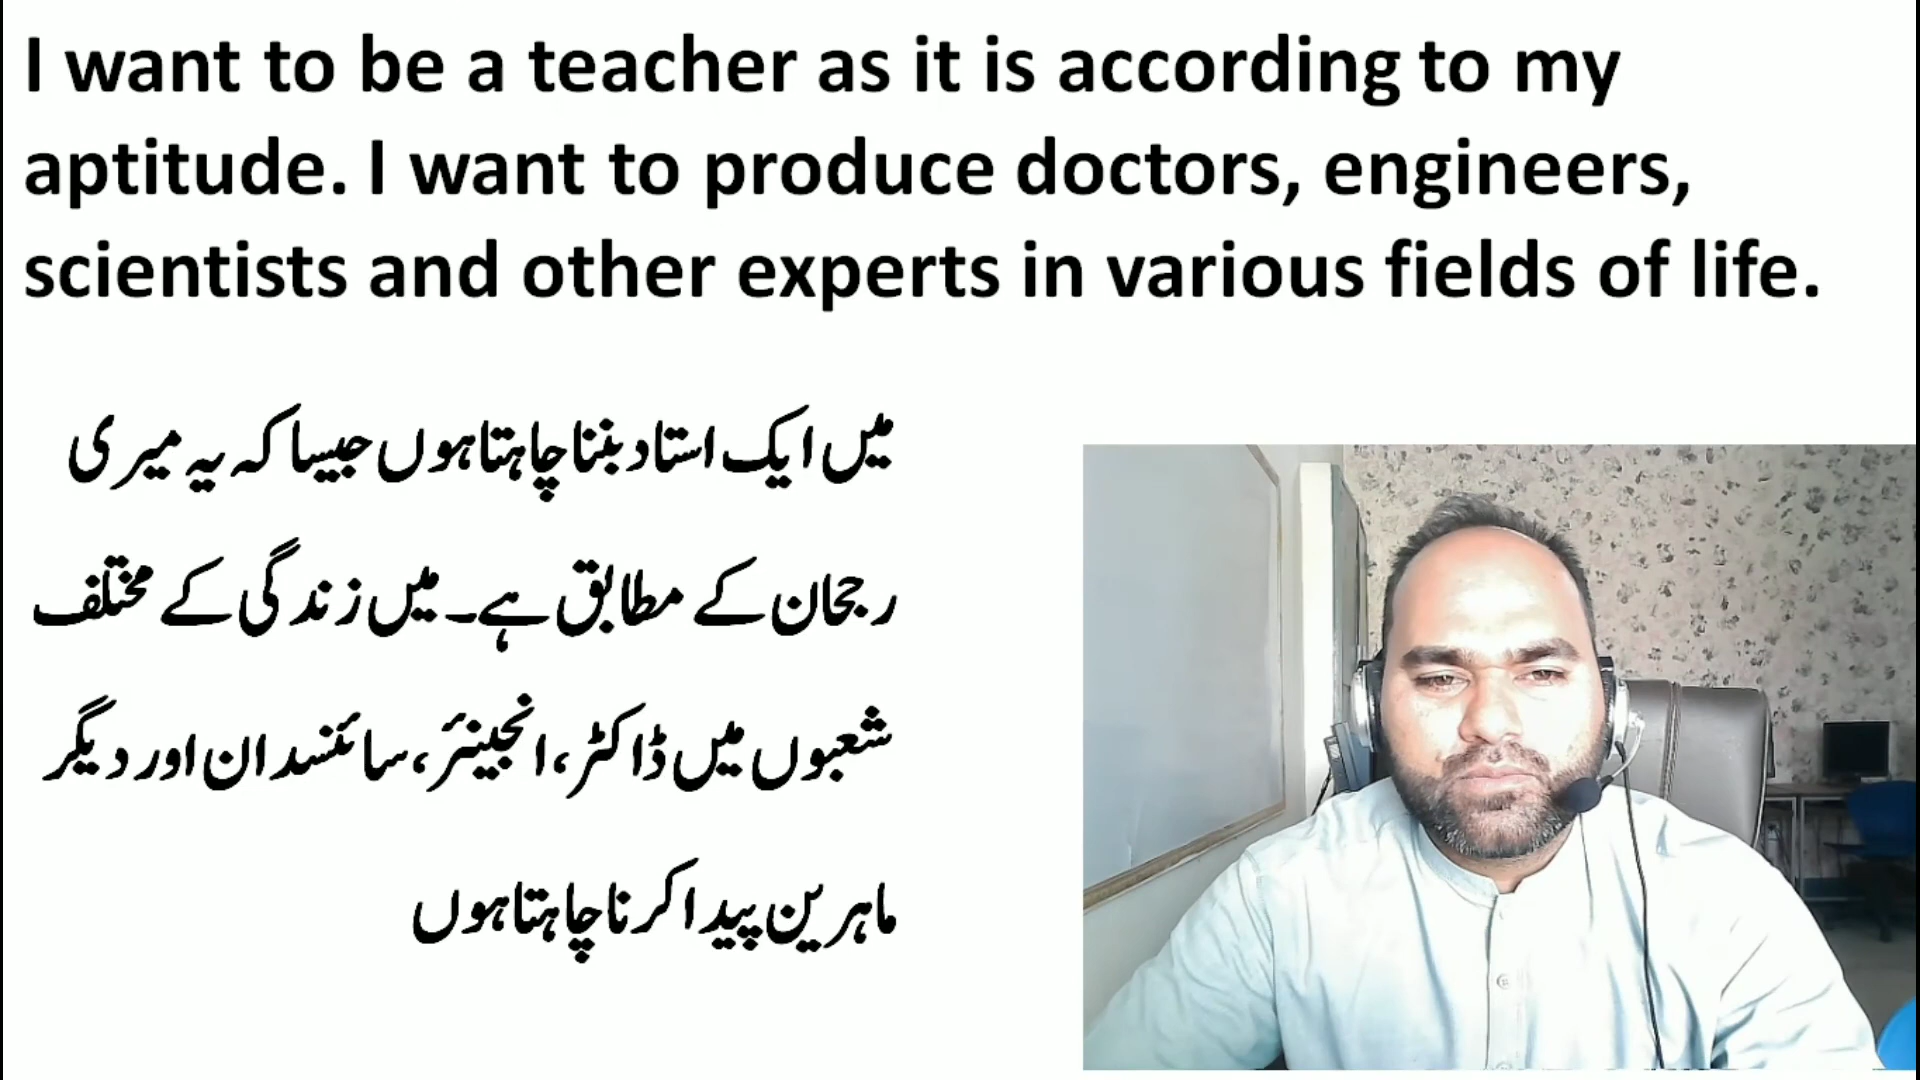 I want to be a teacher as it is according to my
aptitude. I want to produce doctors, engineers,
scientists and other experts in various fields of life.
میں ایک استاد بننا چاہتا ہوں جیسا کہ یہ میری
رجحان کے مطابق ہے۔ میں زندگی کے مختلف
شعبوں میں ڈاکٹر، انجینئر، سائنسدان اور دیگر
ماہرین پیدا کرنا چاہتا ہوں